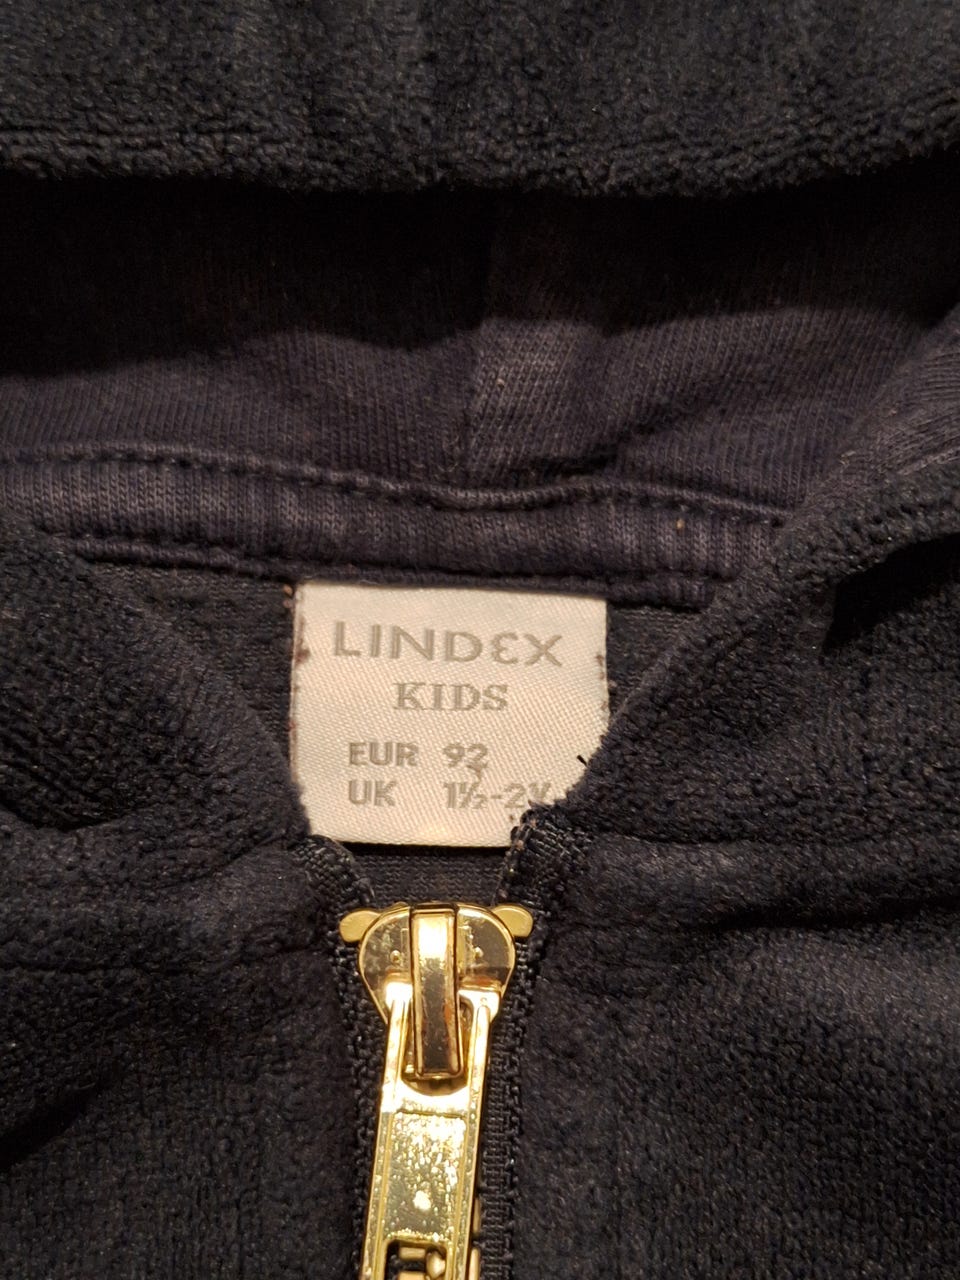 LINDEX
KIDS
EUR 92
UK 1½-2Y